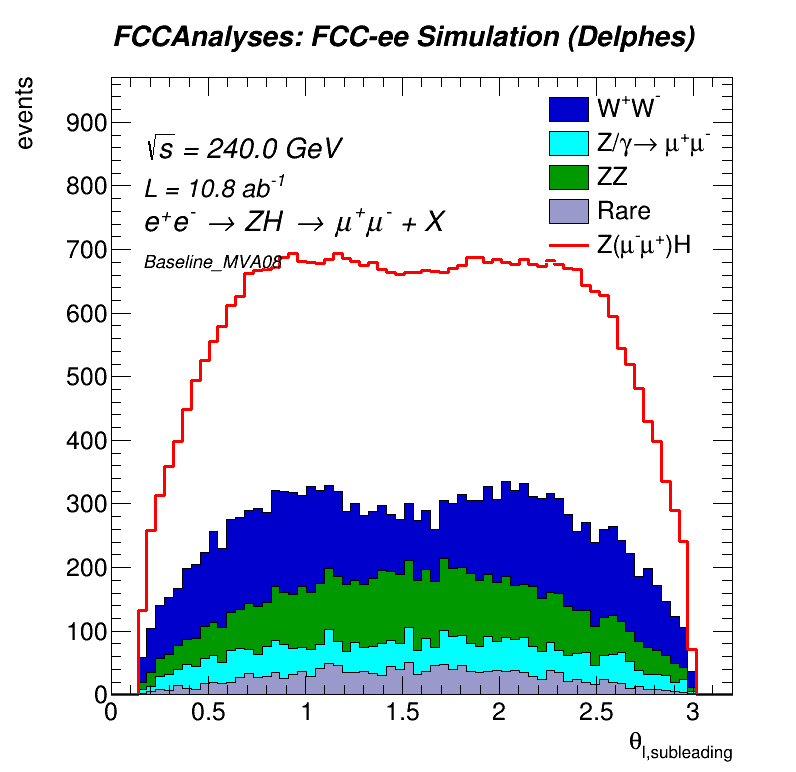 FCCAnalyses: FCC-ee Simulation (Delphes)
events
900
800
700
600
500
400
300
200
100
0
√s = 240.0 GeV
L = 10.8 ab⁻¹
e⁺e⁻ → ZH → μ⁺μ⁻ + X
Baseline_MVA08
W⁺W⁻
Z/γ→ μ⁺μ⁻
ZZ
Rare
Z(μ⁻μ⁺)H
0 0.5 1 1.5 2 2.5 3
θl,subleading